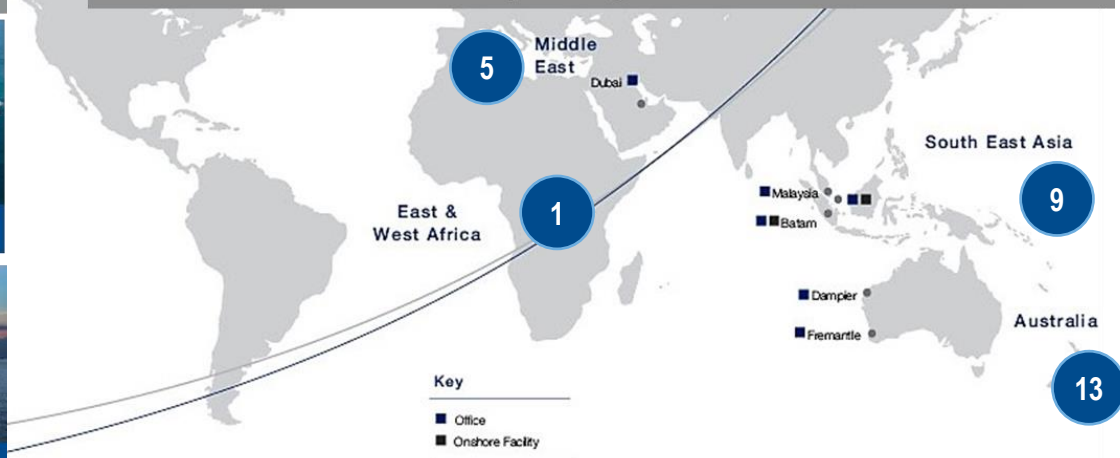 5
Middle
East
Dubai
South East Asia
Malaysia
9
East &
West Africa
1
Batam
Dampier
Australia
Fremantle
13
Key
Office
Onshore Facility